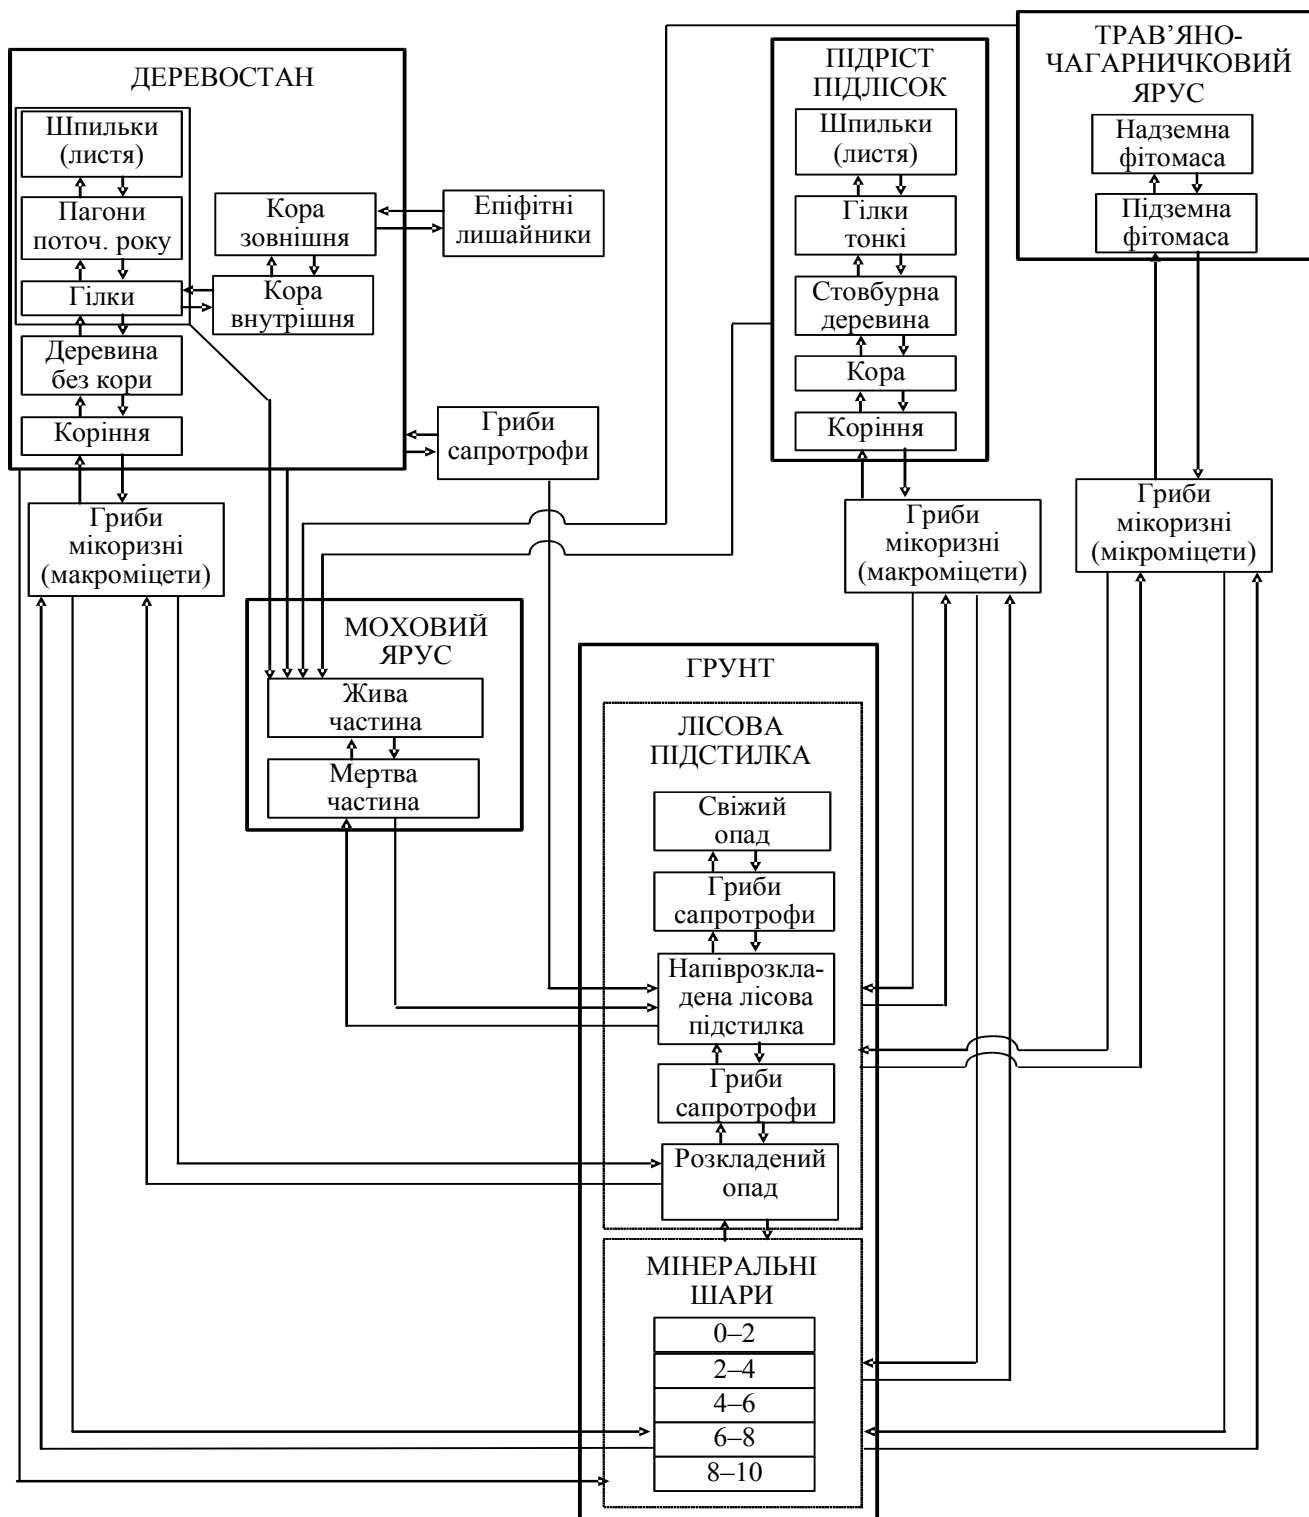 ДЕРЕВОСТАН
Шпильки
(листя)
Пагони
поточ. року
Гілки
Деревина
без кори
Коріння
Кора
зовнішня
Кора
внутрішня
Епіфітні
лишайники
Гриби
сапротрофи
Гриби
мікоризні
(макроміцети)
ПІДРІСТ
ПІДЛІСОК
Шпильки
(листя)
Гілки
тонкі
Стовбурна
деревина
Кора
Коріння
Гриби
мікоризні
(макроміцети)
ТРАВ’ЯНО-
ЧАГАРНИЧКОВИЙ
ЯРУС
Надземна
фітомаса
Підземна
фітомаса
Гриби
мікоризні
(мікроміцети)
МОХОВИЙ
ЯРУС
Жива
частина
Мертва
частина
ГРУНТ
ЛІСОВА
ПІДСТИЛКА
Свіжий
опад
Гриби
сапротрофи
Напіврозкла-
дена лісова
підстилка
Гриби
сапротрофи
Розкладений
опад
МІНЕРАЛЬНІ
ШАРИ
0–2
2–4
4–6
6–8
8–10